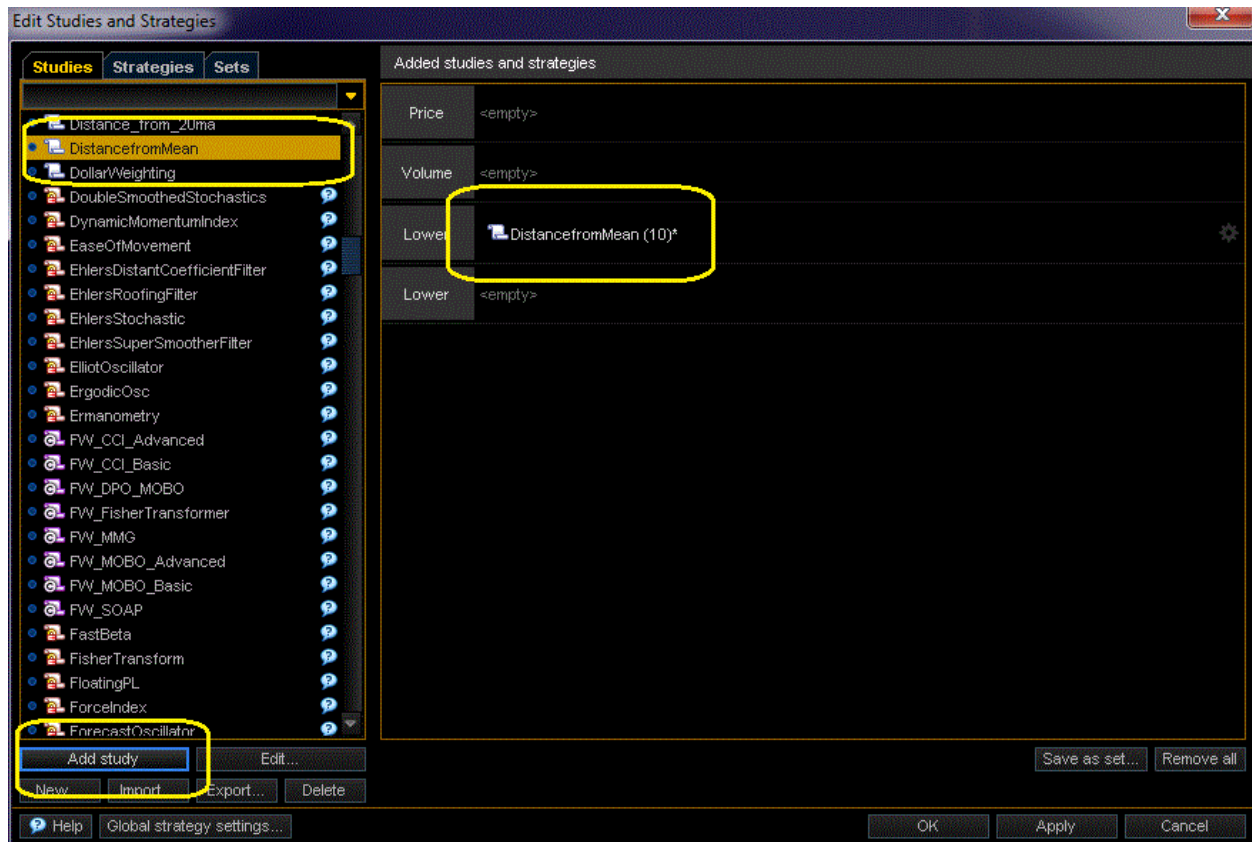 Edit Studies and Strategies
Studies Strategies Sets
Distance_from_20ma
DistancefromMean
DollarWeighting
DoubleSmoothedStochastics
DynamicMomentumIndex
EaseOfMovement
EhlersDistantCoefficientFilter
EhlersRoofingFilter
EhlersStochastic
EhlersSuperSmootherFilter
ElliotOscillator
ErgodicOsc
Ermanometry
FW_CCI_Advanced
FW_CCI_Basic
FW_DPO_MOBO
FW_FisherTransformer
FW_MMG
FW_MOBO_Advanced
FW_MOBO_Basic
FW_SOAP
FastBeta
FisherTransform
FloatingPL
ForceIndex
ForecastOscillator
Add study Edit...
New... Import... Export... Delete
Added studies and strategies
Price <empty>
Volume <empty>
Lower DistancefromMean (10)*
Lower <empty>
Save as set... Remove all
Help Global strategy settings...
OK Apply Cancel